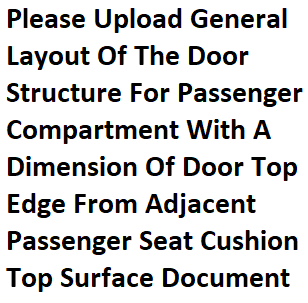 Please Upload General
Layout Of The Door
Structure For Passenger
Compartment With A
Dimension Of Door Top
Edge From Adjacent
Passenger Seat Cushion
Top Surface Document